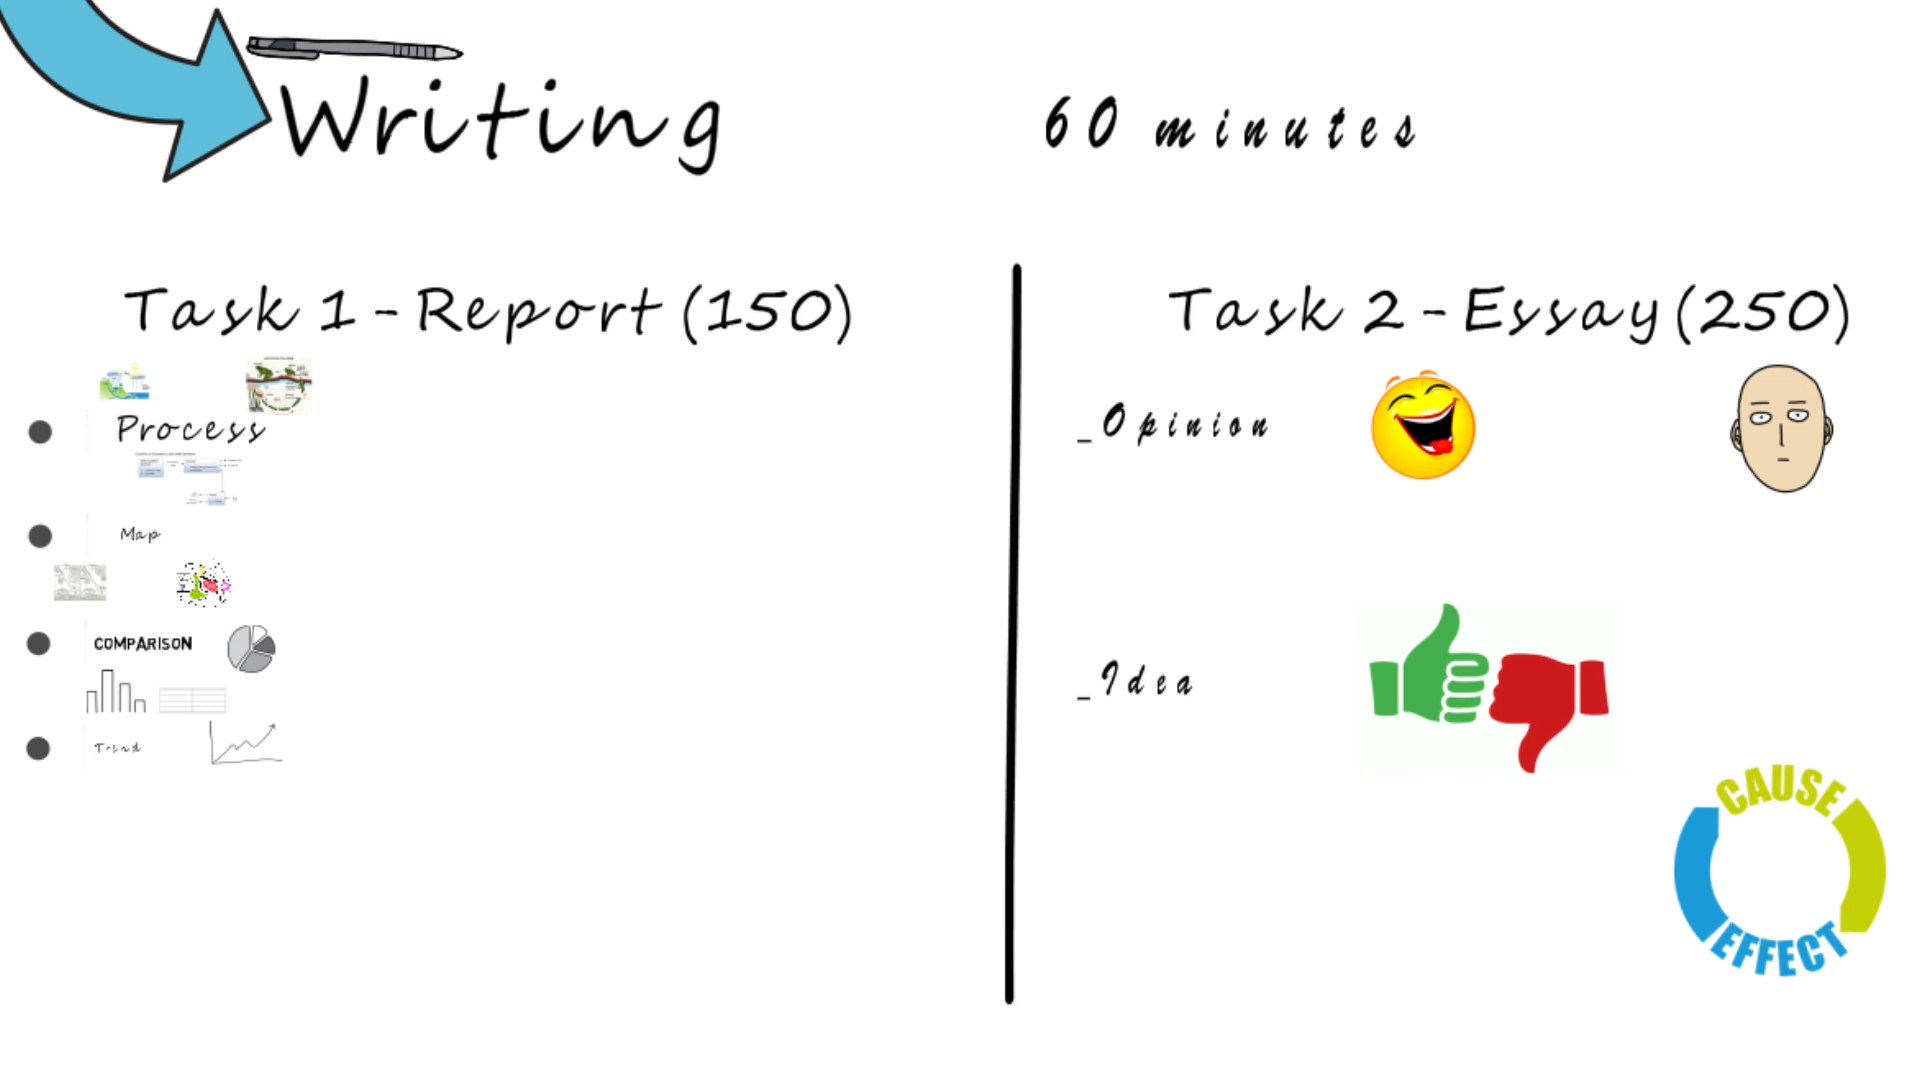 Writing
60 minutes
Task 1 - Report (150)
Process
Map
COMPARISON
Trend
Task 2 - Essay (250)
_Opinion
_Idea
CAUSE
EFFECT